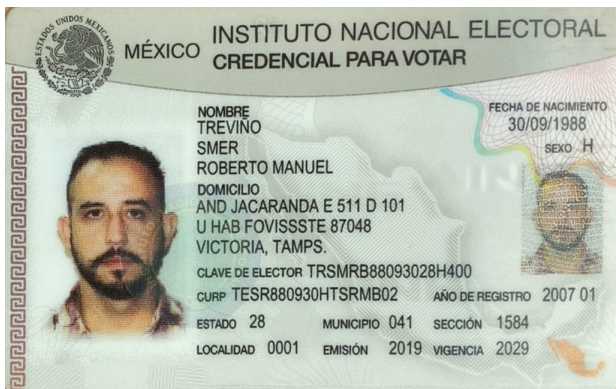 ESTADOS UNIDOS MEXICANOS
MÉXICO INSTITUTO NACIONAL ELECTORAL
CREDENCIAL PARA VOTAR
NOMBRE
TREVIÑO
SMER
ROBERTO MANUEL
FECHA DE NACIMIENTO
30/09/1988
SEXO H
DOMICILIO
AND JACARANDA E 511 D 101
U HAB FOVISSSTE 87048
VICTORIA, TAMPS.
CLAVE DE ELECTOR TRSMRB88093028H400
CURP TESR880930HTSRMB02 AÑO DE REGISTRO 2007 01
ESTADO 28 MUNICIPIO 041 SECCIÓN 1584
LOCALIDAD 0001 EMISIÓN 2019 VIGENCIA 2029